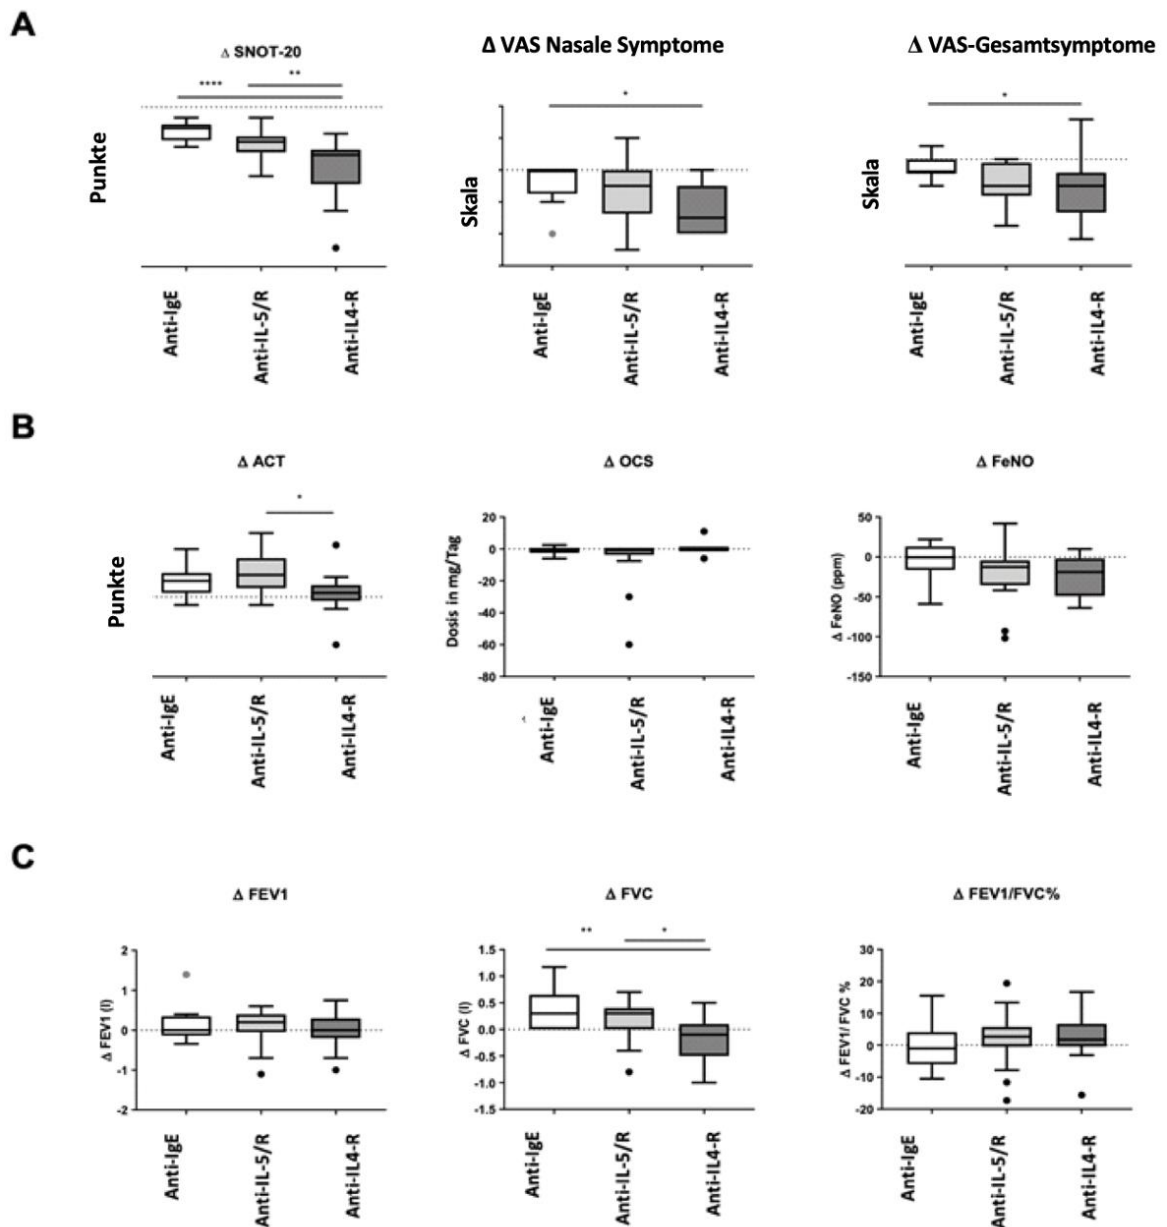 A
Δ SNOT-20
Δ VAS Nasale Symptome
Δ VAS-Gesamtsymptome
****
**
*
*
Punkte
Skala
Skala
Anti-IgE
Anti-IL-5/R
Anti-IL4-R
Anti-IgE
Anti-IL-5/R
Anti-IL4-R
Anti-IgE
Anti-IL-5/R
Anti-IL4-R
B
Δ ACT
Δ OCS
Δ FeNO
*
Punkte
Dosis in mg/Tag
20
0
-20
-40
-60
-80
Δ FeNO (ppm)
50
0
-50
-100
-150
Anti-IgE
Anti-IL-5/R
Anti-IL4-R
Anti-IgE
Anti-IL-5/R
Anti-IL4-R
Anti-IgE
Anti-IL-5/R
Anti-IL4-R
C
Δ FEV1
Δ FVC
Δ FEV1/FVC%
**
*
Δ FEV1 (l)
2
1
0
-1
-2
Δ FVC (l)
1.5
1.0
0.5
0.0
-0.5
-1.0
-1.5
Δ FEV1/ FVC %
30
20
10
0
-10
-20
Anti-IgE
Anti-IL-5/R
Anti-IL4-R
Anti-IgE
Anti-IL-5/R
Anti-IL4-R
Anti-IgE
Anti-IL-5/R
Anti-IL4-R